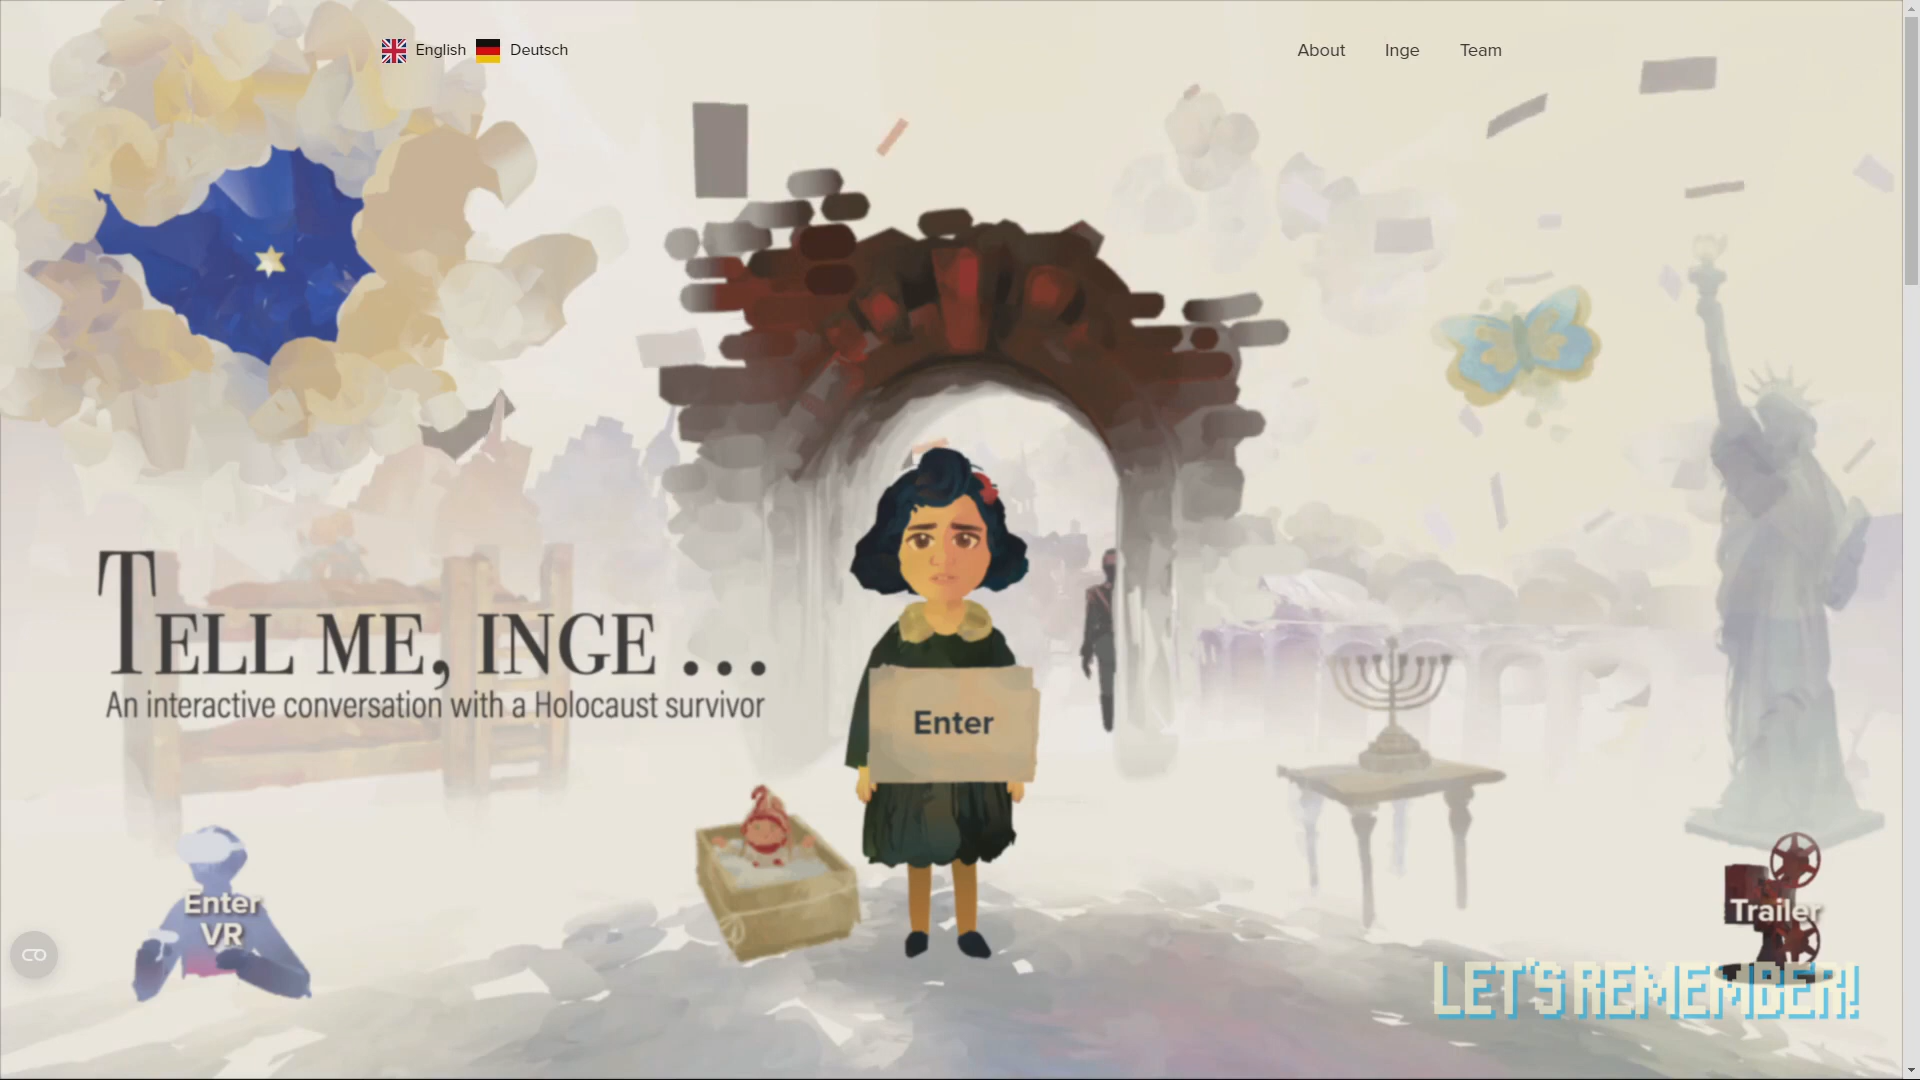 English Deutsch About Inge Team
TELL ME, INGE ...
An interactive conversation with a Holocaust survivor
Enter
Enter
VR
Trailer
LET'S REMEMBER!